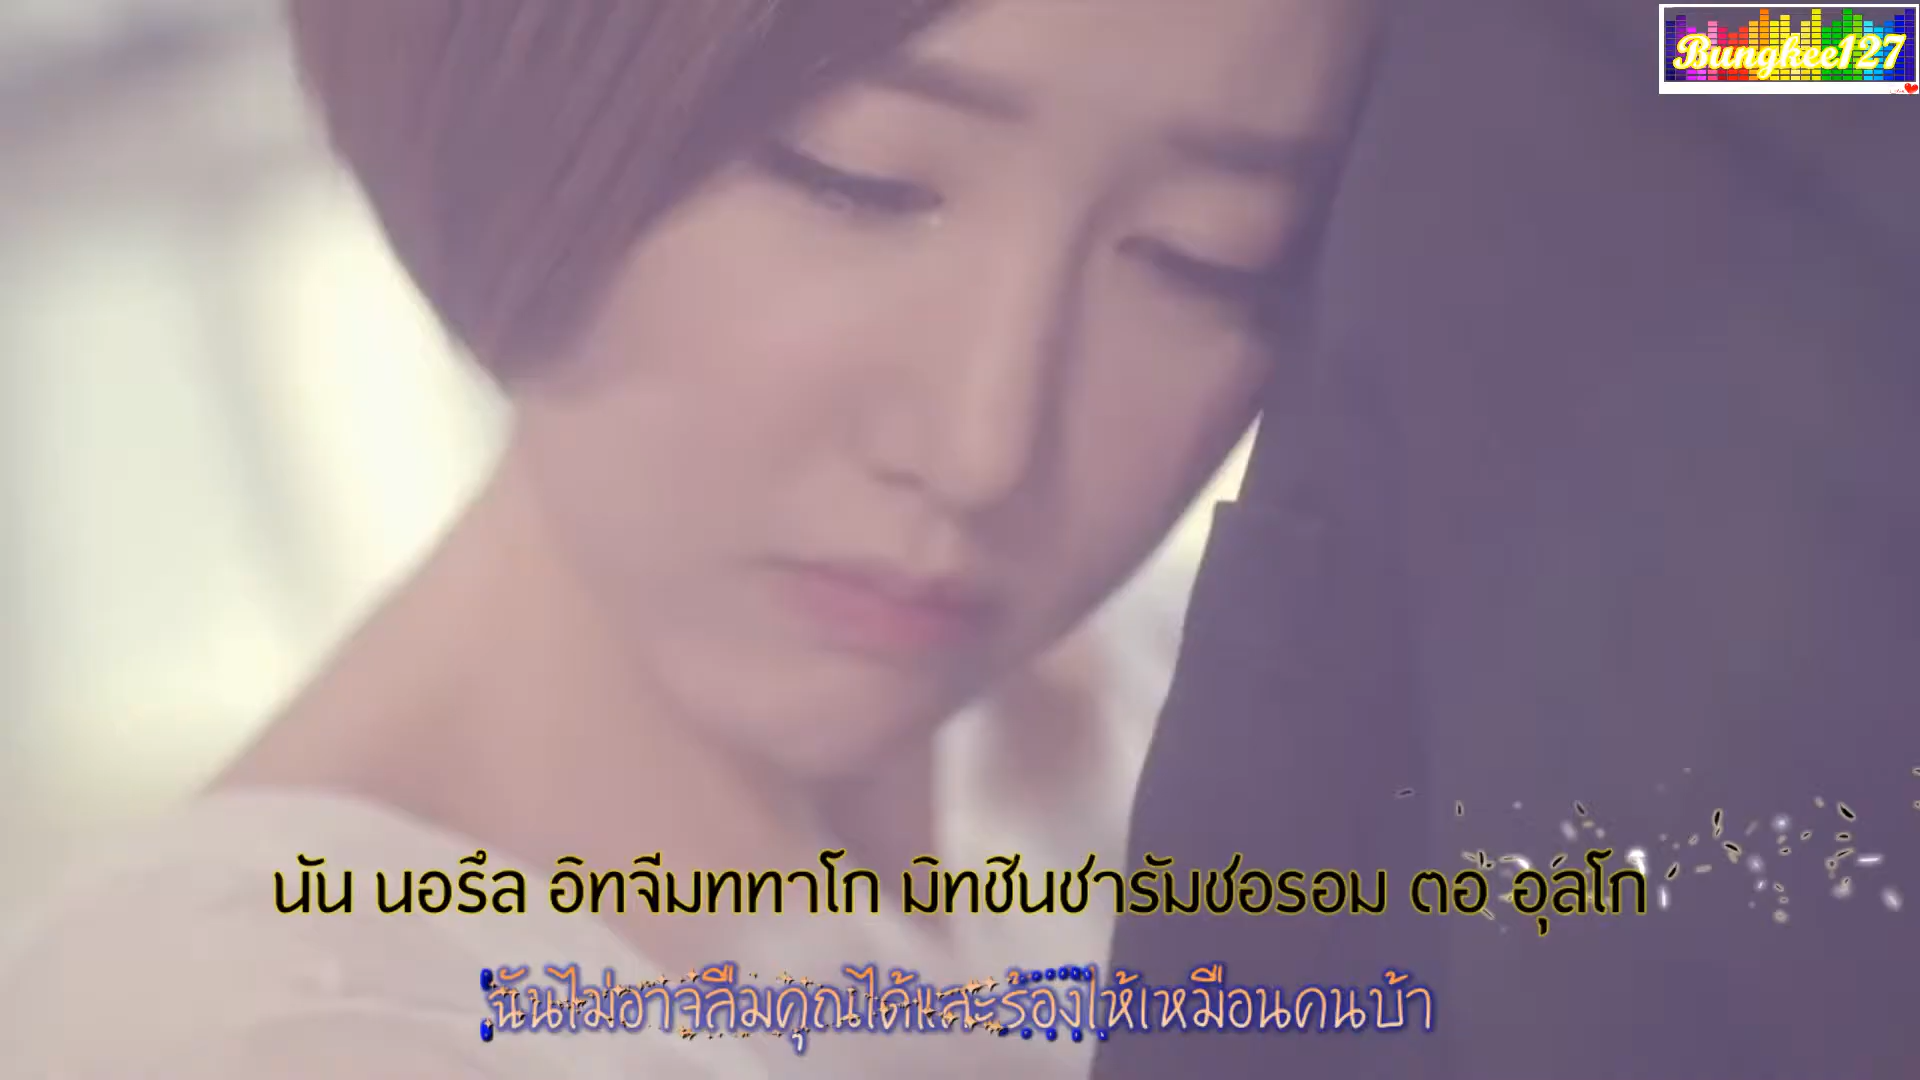 Bungkee127
นัน นอรึล อิทจีมททาโก มิทชีนชารัมชอรอม ตอ อุลโก
ฉันไม่อาจลืมคุณได้และร้องไห้เหมือนคนบ้า